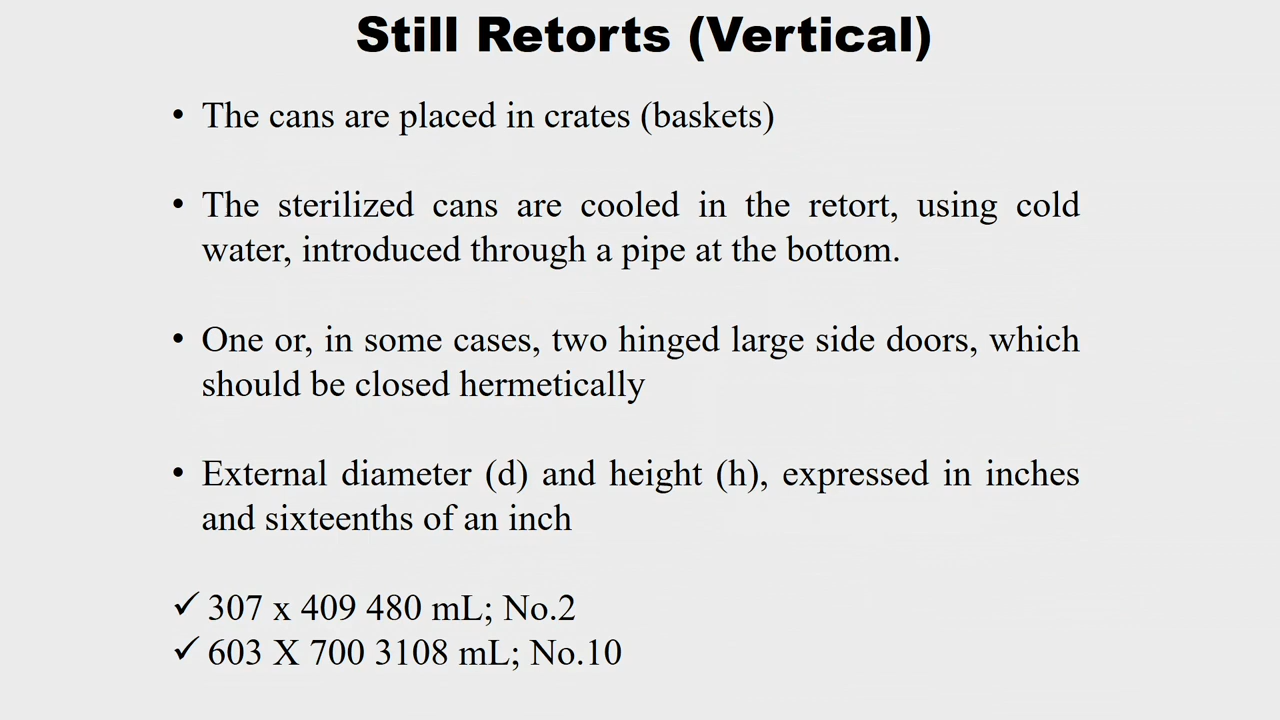 Still Retorts (Vertical)
• The cans are placed in crates (baskets)
• The sterilized cans are cooled in the retort, using cold
water, introduced through a pipe at the bottom.
• One or, in some cases, two hinged large side doors, which
should be closed hermetically
• External diameter (d) and height (h), expressed in inches
and sixteenths of an inch
✓ 307 x 409 480 mL; No.2
✓ 603 X 700 3108 mL; No.10